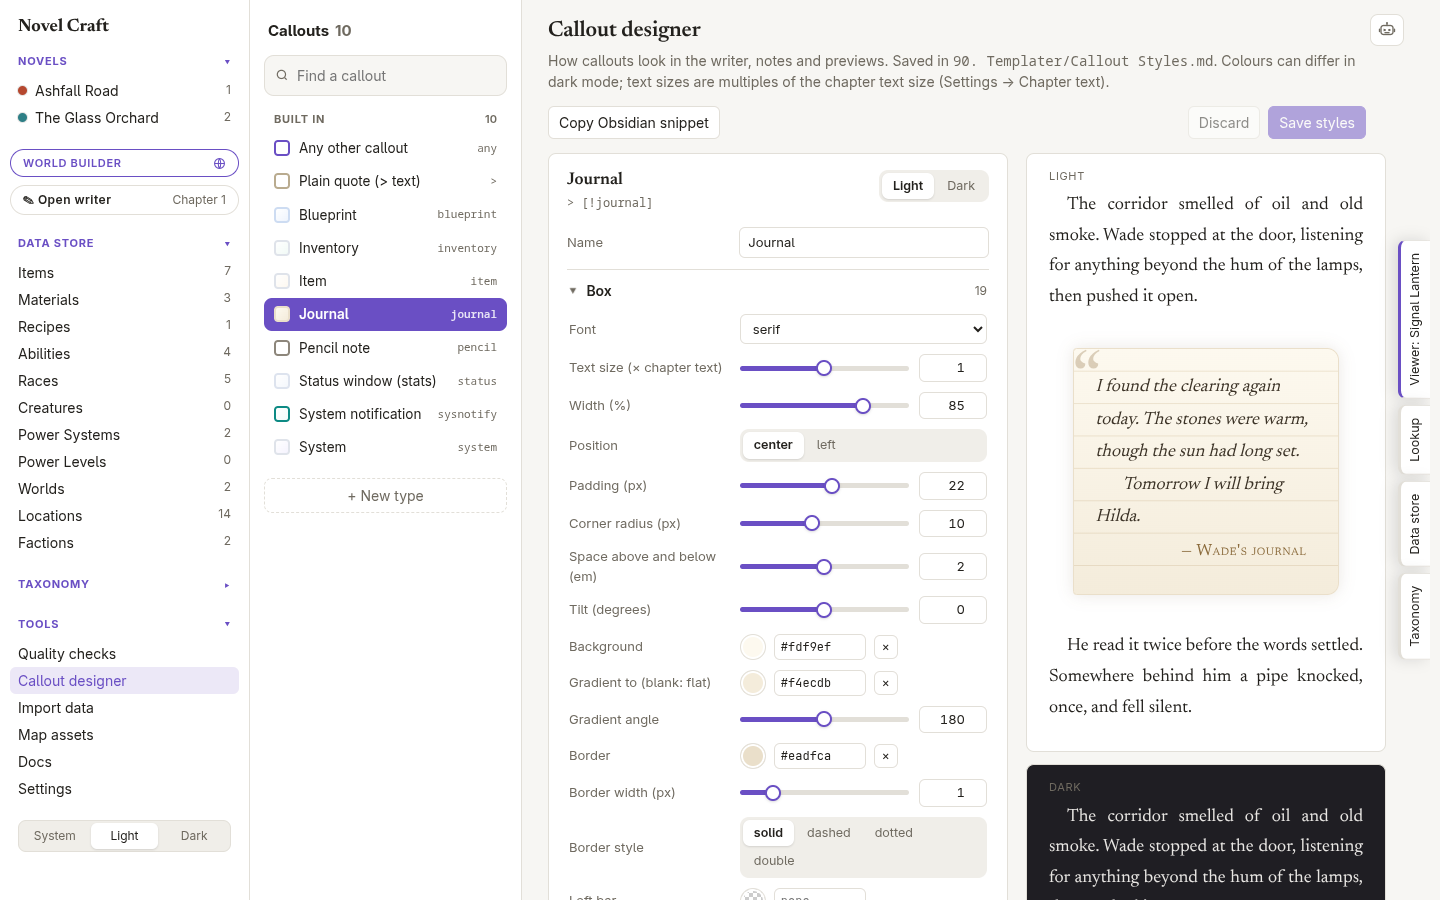 Novel Craft
NOVELS
Ashfall Road 1
The Glass Orchard 2
WORLD BUILDER
✎ Open writer Chapter 1
DATA STORE
Items 7
Materials 3
Recipes 1
Abilities 4
Races 5
Creatures 0
Power Systems 2
Power Levels 0
Worlds 2
Locations 14
Factions 2
TAXONOMY
TOOLS
Quality checks
Callout designer
Import data
Map assets
Docs
Settings
System Light Dark
Callouts 10
Find a callout
BUILT IN 10
Any other callout any
Plain quote (> text) >
Blueprint blueprint
Inventory inventory
Item item
Journal journal
Pencil note pencil
Status window (stats) status
System notification sysnotify
System system
+ New type
Callout designer
How callouts look in the writer, notes and previews. Saved in 90. Templater/Callout Styles.md. Colours can differ in
dark mode; text sizes are multiples of the chapter text size (Settings → Chapter text).
Copy Obsidian snippet
Discard Save styles
Journal
> [!journal]
Light Dark
Name Journal
▼ Box 19
Font serif
Text size (× chapter text) 1
Width (%) 85
Position center left
Padding (px) 22
Corner radius (px) 10
Space above and below
(em) 2
Tilt (degrees) 0
Background #fdf9ef ×
Gradient to (blank: flat) #f4ecdb ×
Gradient angle 180
Border #eadfca ×
Border width (px) 1
Border style solid dashed dotted
double
LIGHT
The corridor smelled of oil and old
smoke. Wade stopped at the door, listening
for anything beyond the hum of the lamps,
then pushed it open.
“
I found the clearing again
today. The stones were warm,
though the sun had long set.
Tomorrow I will bring
Hilda.
— Wade's journal
He read it twice before the words settled.
Somewhere behind him a pipe knocked,
once, and fell silent.
DARK
The corridor smelled of oil and old
smoke. Wade stopped at the door, listening
for anything beyond the hum of the lamps,
Viewer: Signal Lantern
Lookup
Data store
Taxonomy